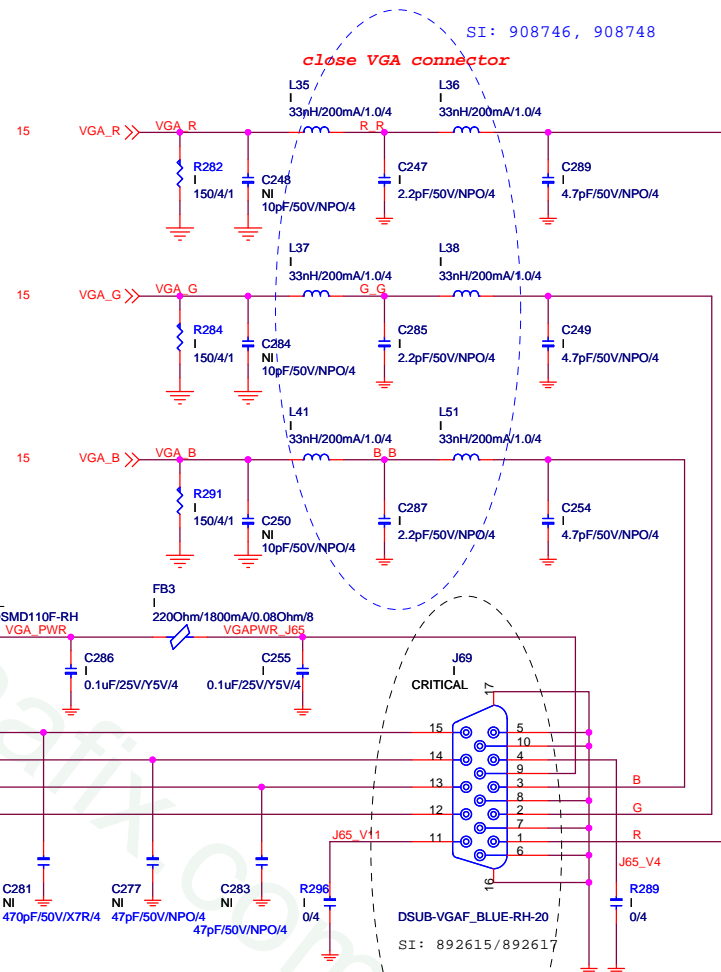 SI: 908746, 908748
close VGA connector
L35
I
33nH/200mA/1.0/4
L36
I
33nH/200mA/1.0/4
15
VGA_R
VGA_R
R_R
R282
I
150/4/1
C248
NI
10pF/50V/NPO/4
C247
I
2.2pF/50V/NPO/4
C289
I
4.7pF/50V/NPO/4
L37
I
33nH/200mA/1.0/4
L38
I
33nH/200mA/1.0/4
15
VGA_G
VGA_G
G_G
R284
I
150/4/1
C284
NI
10pF/50V/NPO/4
C285
I
2.2pF/50V/NPO/4
C249
I
4.7pF/50V/NPO/4
L41
I
33nH/200mA/1.0/4
L51
I
33nH/200mA/1.0/4
15
VGA_B
VGA_B
B_B
R291
I
150/4/1
C250
NI
10pF/50V/NPO/4
C287
I
2.2pF/50V/NPO/4
C254
I
4.7pF/50V/NPO/4
FB3
I
220Ohm/1800mA/0.08Ohm/8
SMD110F-RH
VGA_PWR
VGAPWR_J65
C286
I
0.1uF/25V/Y5V/4
C255
I
0.1uF/25V/Y5V/4
J69
I
CRITICAL
17
15
5
10
14
4
9
13
3
B
8
12
2
G
7
J65_V11
11
1
R
6
J65_V4
16
C281
NI
470pF/50V/X7R/4
C277
NI
47pF/50V/NPO/4
C283
NI
47pF/50V/NPO/4
R296
I
0/4
R289
I
0/4
DSUB-VGAF_BLUE-RH-20
SI: 892615/892617
afix.com